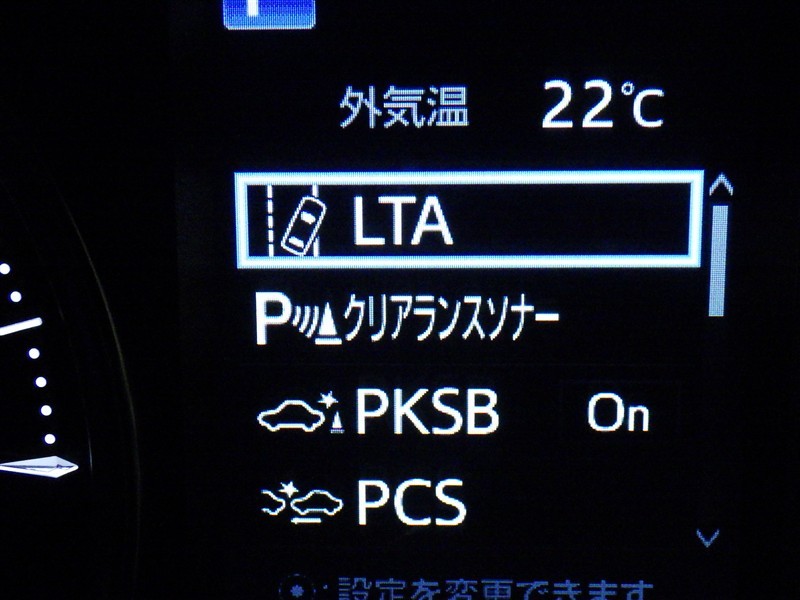 外気温 22℃
LTA
Pクリアランスソナー
PKSB On
PCS
:設定を変更できます